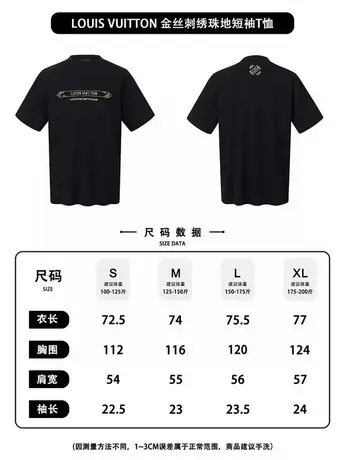 LOUIS VUITTON 金丝刺绣珠地短袖T恤
LOUIS VUITTON
尺码数据
SIZE DATA
尺码 S M L XL
SIZE 建议体重 建议体重 建议体重 建议体重
100-125斤 125-150斤 150-175斤 175-200斤
衣长 72.5 74 75.5 77
胸围 112 116 120 124
肩宽 54 55 56 57
袖长 22.5 23 23.5 24
(因测量方法不同，1~3CM误差属于正常范围，商品建议手洗)